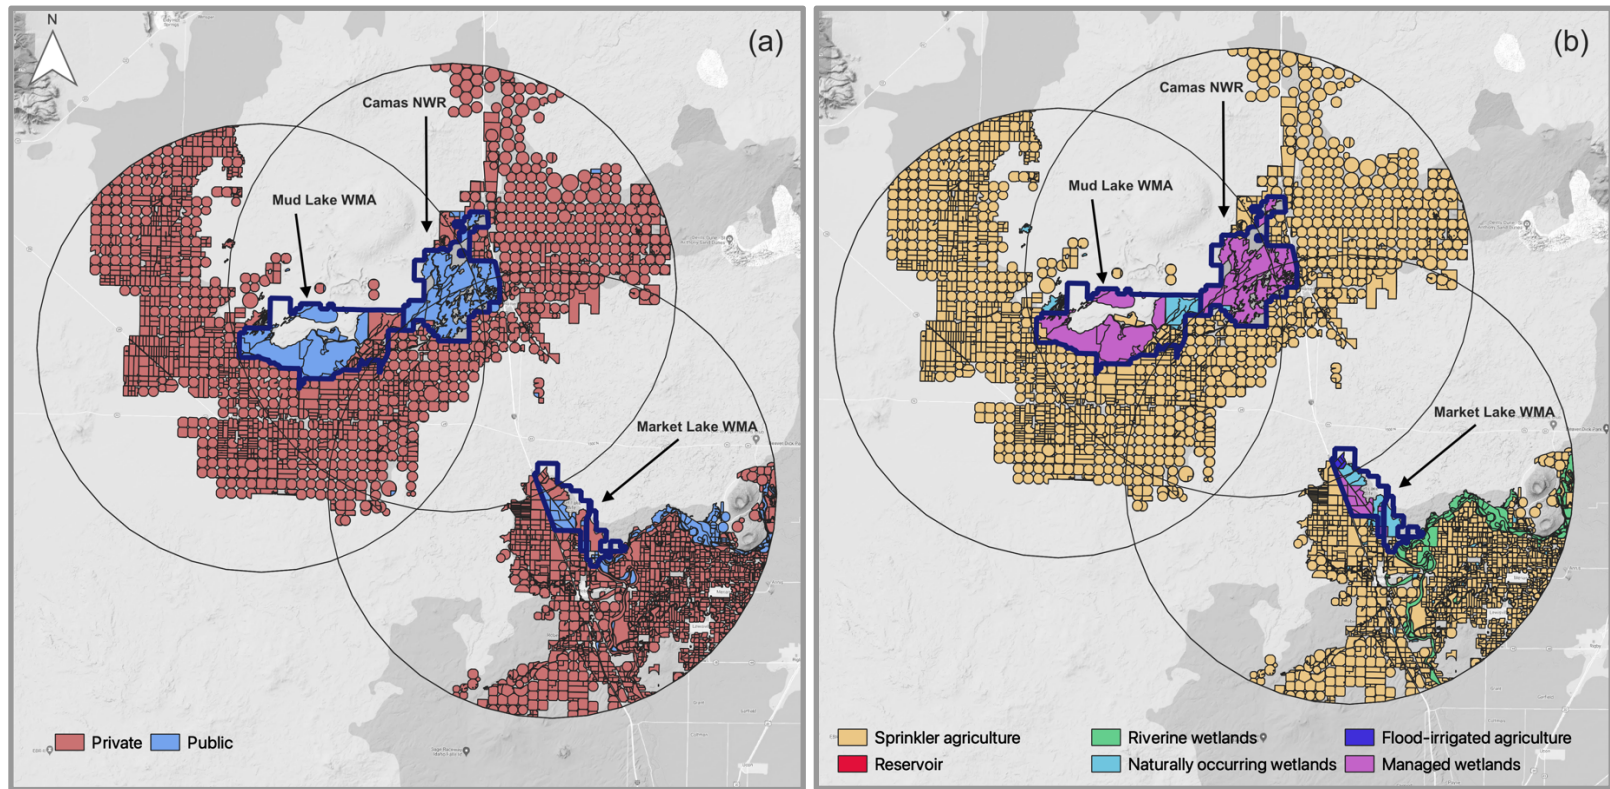 N
(a)
Camas NWR
Mud Lake WMA
Market Lake WMA
Private
Public
(b)
Camas NWR
Mud Lake WMA
Market Lake WMA
Sprinkler agriculture
Riverine wetlands
Flood-irrigated agriculture
Reservoir
Naturally occurring wetlands
Managed wetlands